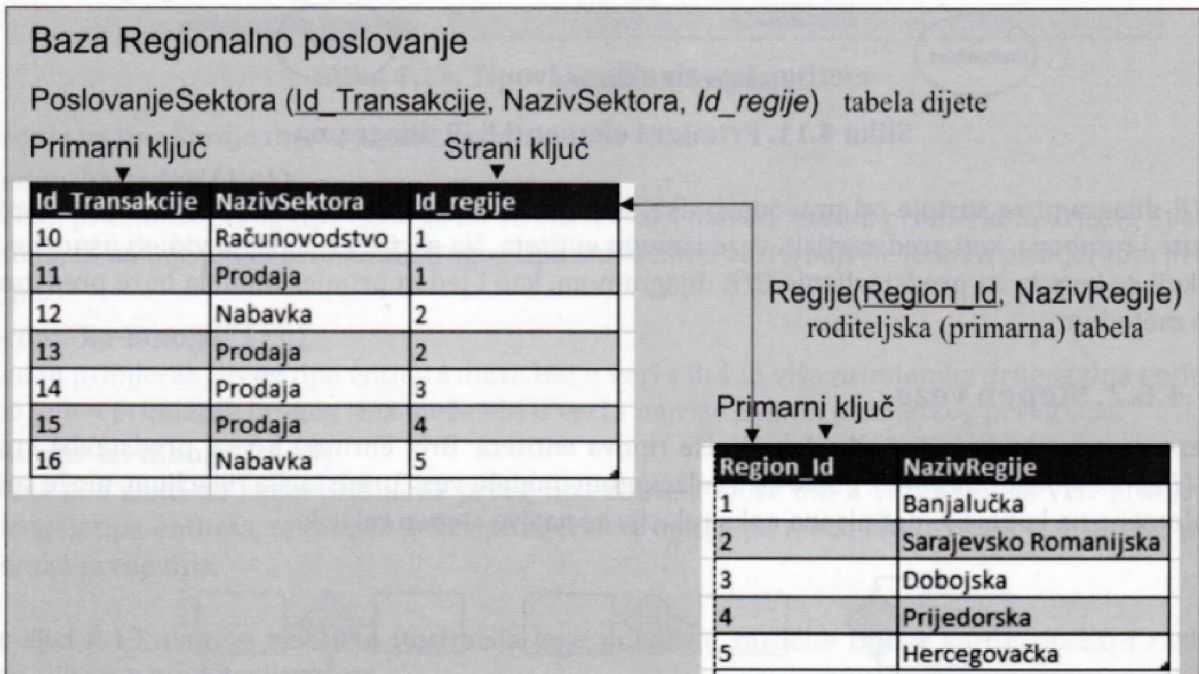 Baza Regionalno poslovanje
PoslovanjeSektora (Id_Transakcije, NazivSektora, Id_regije) tabela dijete
Primarni ključ Strani ključ
Id_Transakcije NazivSektora Id_regije
10 Računovodstvo 1
11 Prodaja 1
12 Nabavka 2
13 Prodaja 2
14 Prodaja 3
15 Prodaja 4
16 Nabavka 5
Regije(Region_Id, NazivRegije)
roditeljska (primarna) tabela
Primarni ključ
Region_Id NazivRegije
1 Banjalučka
2 Sarajevsko Romanijska
3 Dobojska
4 Prijedorska
5 Hercegovačka